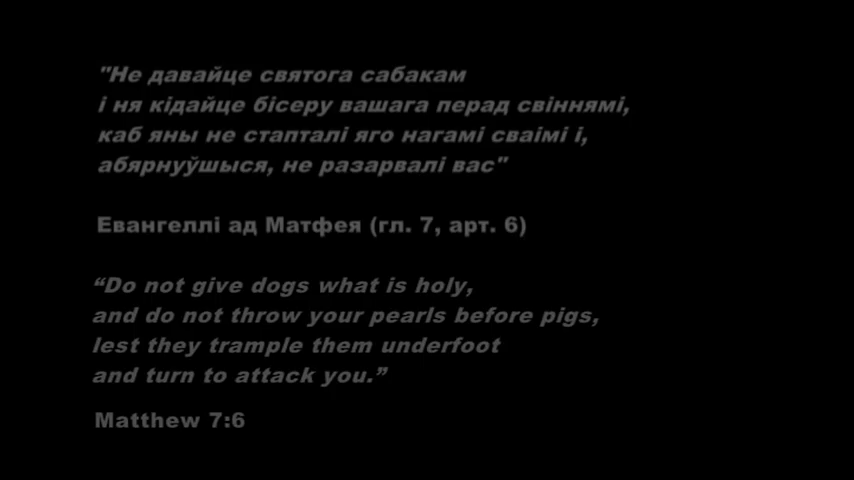 "Не давайце святога сабакам
і ня кідайце бісеру вашага перад свіннямі,
каб яны не стапталі яго нагамі сваімі і,
абярнуўшыся, не разарвалі вас"
Евангеллі ад Матфея (гл. 7, арт. 6)
“Do not give dogs what is holy,
and do not throw your pearls before pigs,
lest they trample them underfoot
and turn to attack you.”
Matthew 7:6